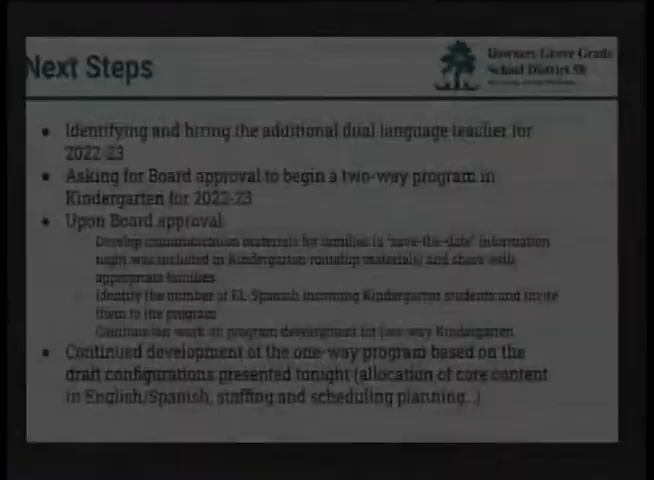 Next Steps
Downers Grove Grade
School District 58
• Identifying and hiring the additional dual language teacher for
2022-23
• Asking for Board approval to begin a two-way program in
Kindergarten for 2022-23
• Upon Board approval:
Develop communication materials for families (a "save-the-date" information
night was included in Kindergarten roundup materials) and share with
appropriate families
Identify the number of EL-Spanish incoming Kindergarten students and invite
them to the program
Continue our work on program development for two-way Kindergarten
• Continued development of the one-way program based on the
draft configurations presented tonight (allocation of core content
in English/Spanish, staffing and scheduling planning...)